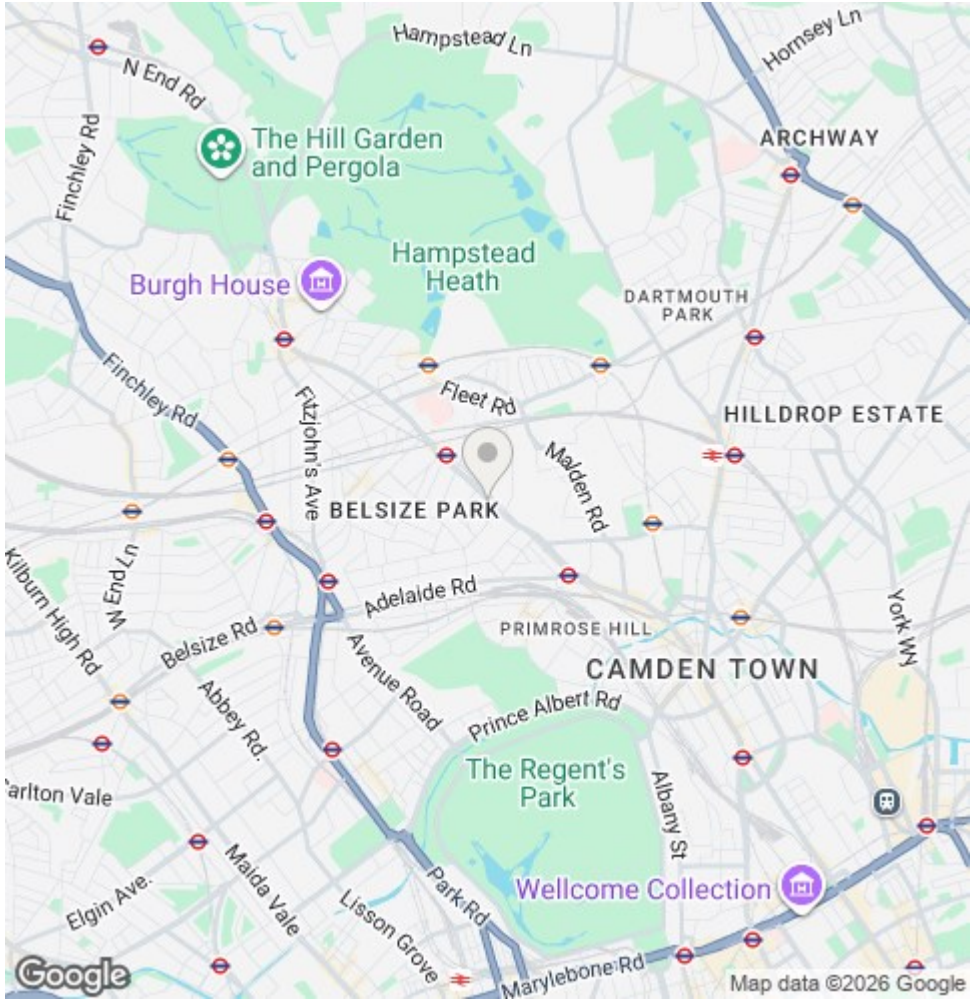 Hampstead Ln
Hornsey Ln
N End Rd
The Hill Garden
and Pergola
ARCHWAY
Finchley Rd
Hampstead
Heath
Burgh House
DARTMOUTH
PARK
Finchley Rd
Fitzjohn's Ave
Fleet Rd
HILLDROP ESTATE
Malden Rd
BELSIZE PARK
Kilburn High Rd
W End Ln
Adelaide Rd
York Wy
Belsize Rd
PRIMROSE HILL
Avenue Road
CAMDEN TOWN
Abbey Rd.
Prince Albert Rd
The Regent's
Park
Carlton Vale
Albany St
Maida Vale
Park Rd
Wellcome Collection
Elgin Ave.
Lisson Grove
Marylebone Rd
Google
Map data ©2026 Google